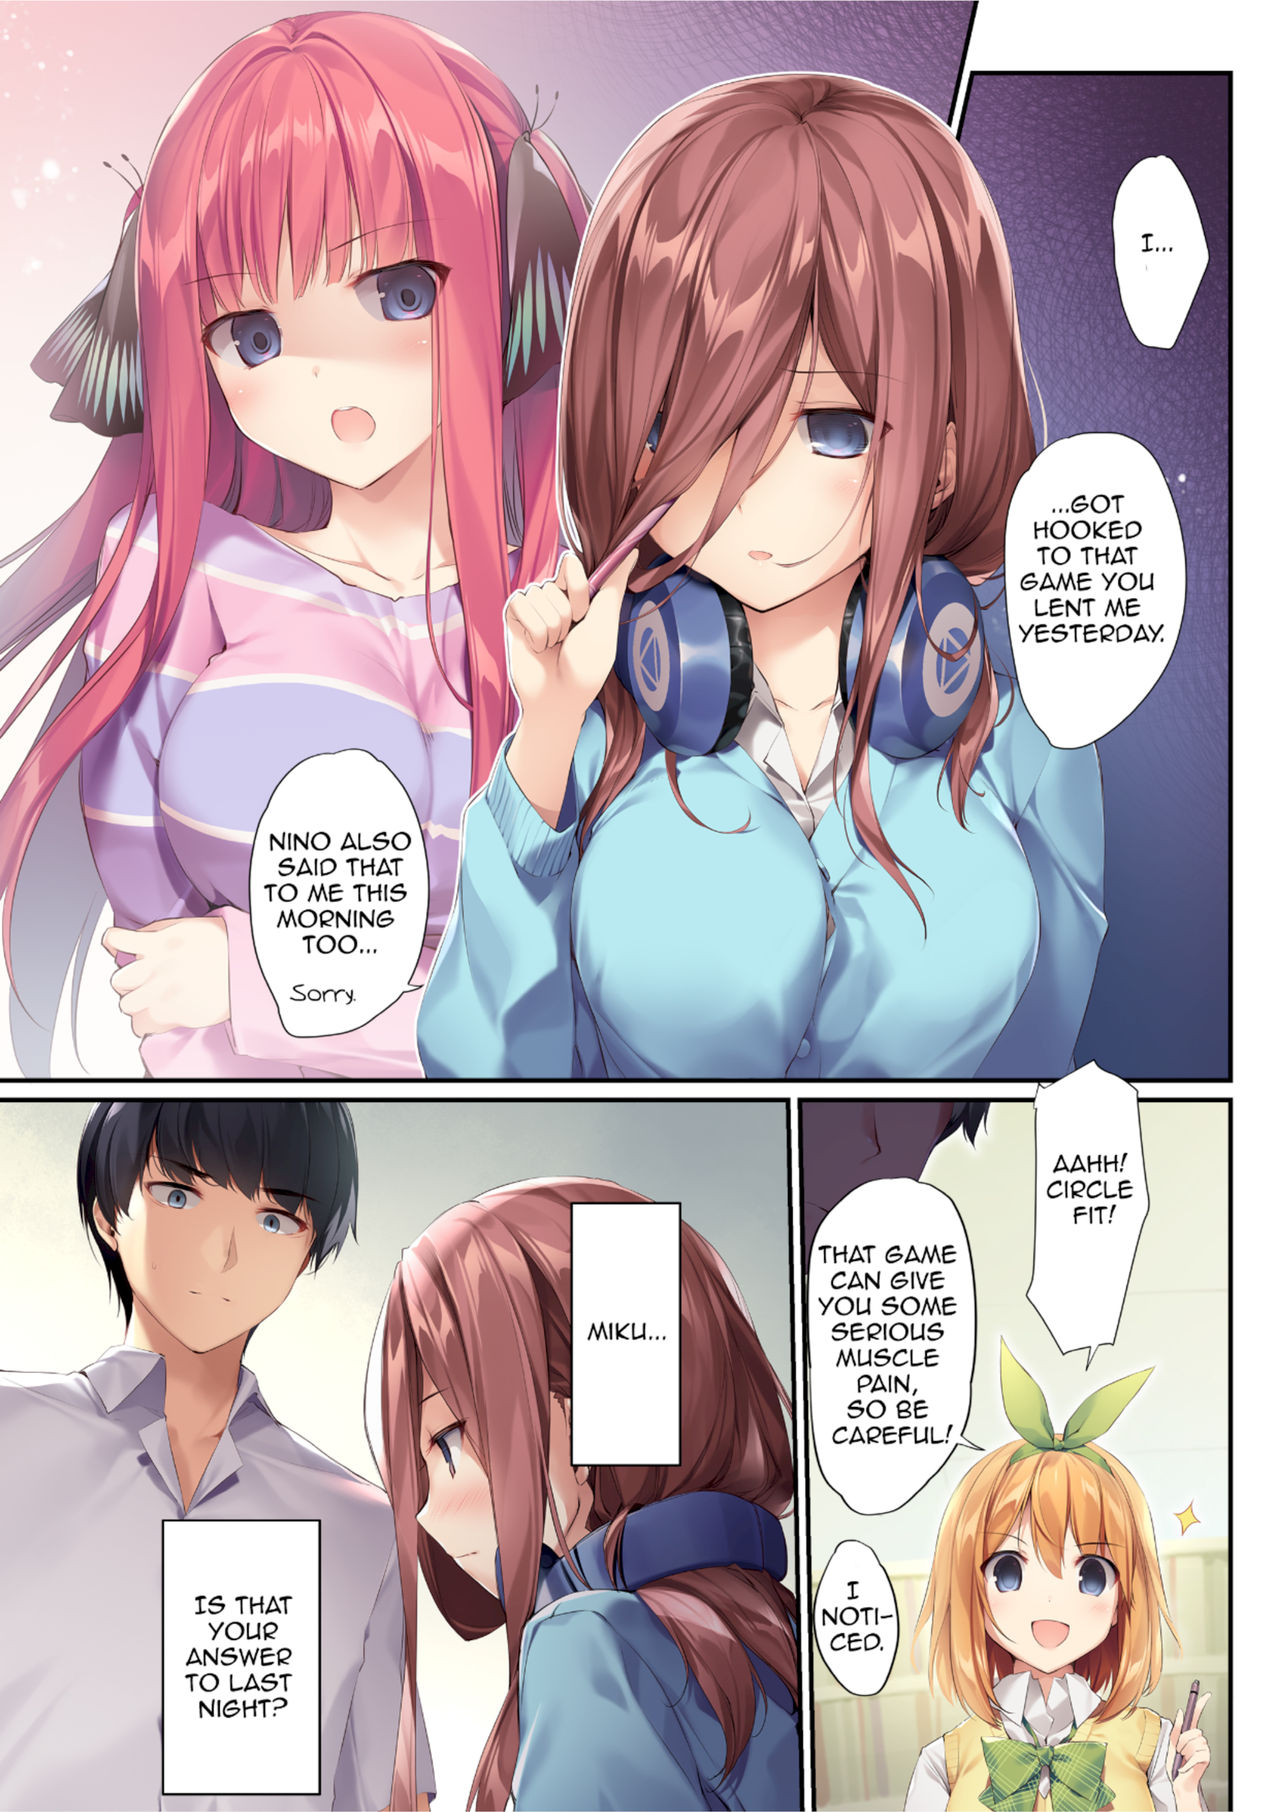 I...
...GOT
HOOKED
TO THAT
GAME YOU
LENT ME
YESTERDAY.
NINO ALSO
SAID THAT
TO ME THIS
MORNING
TOO...
Sorry.
AAHH!
CIRCLE
FIT!
THAT GAME
CAN GIVE
YOU SOME
SERIOUS
MUSCLE
PAIN,
SO BE
CAREFUL!
I
NOTI-
CED.
MIKU...
IS THAT
YOUR
ANSWER
TO LAST
NIGHT?